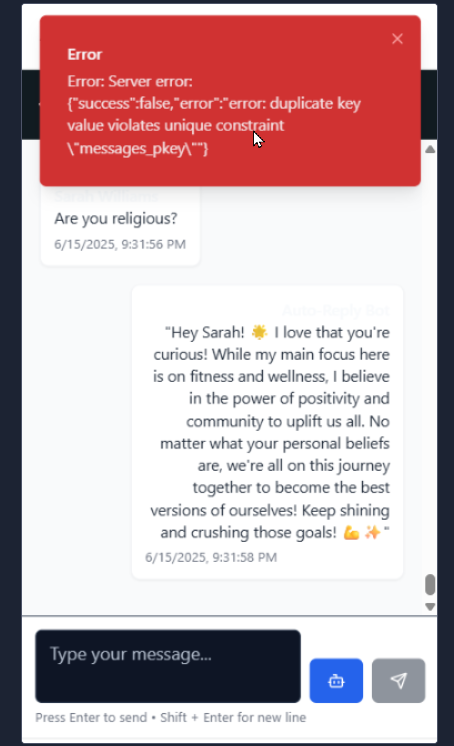 Error
Error: Server error:
{"success":false,"error":"error: duplicate key
value violates unique constraint
\"messages_pkey\""}
Sarah Williams
Are you religious?
6/15/2025, 9:31:56 PM
Auto-Reply Bot
"Hey Sarah! 🌟 I love that you're
curious! While my main focus here
is on fitness and wellness, I believe
in the power of positivity and
community to uplift us all. No
matter what your personal beliefs
are, we're all on this journey
together to become the best
versions of ourselves! Keep shining
and crushing those goals! 💪 ✨"
6/15/2025, 9:31:58 PM
Type your message...
Press Enter to send • Shift + Enter for new line